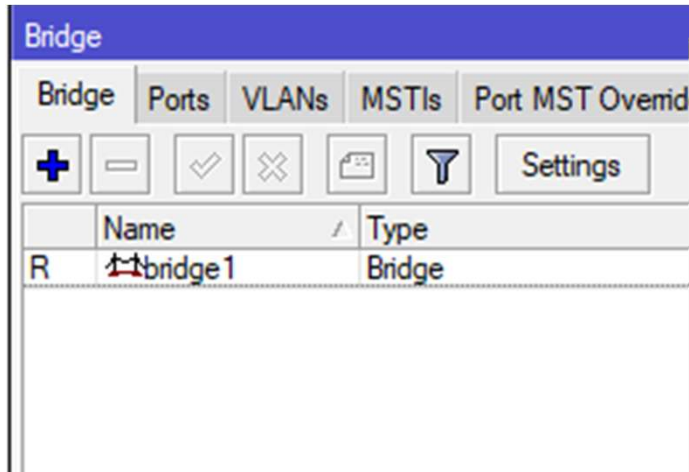 Bridge
Bridge Ports VLANs MSTIs Port MST Overrid
Settings
Name Type
R bridge1 Bridge